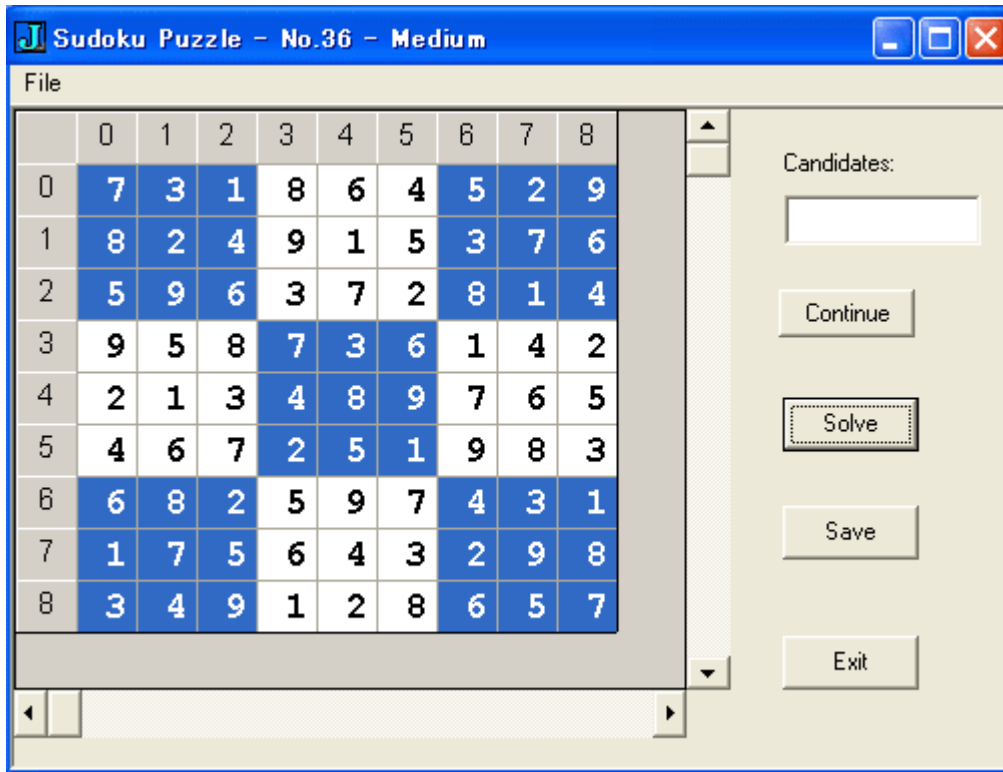 J Sudoku Puzzle - No.36 - Medium
File
0 1 2 3 4 5 6 7 8
0 7 3 1 8 6 4 5 2 9
1 8 2 4 9 1 5 3 7 6
2 5 9 6 3 7 2 8 1 4
3 9 5 8 7 3 6 1 4 2
4 2 1 3 4 8 9 7 6 5
5 4 6 7 2 5 1 9 8 3
6 6 8 2 5 9 7 4 3 1
7 1 7 5 6 4 3 2 9 8
8 3 4 9 1 2 8 6 5 7
Candidates:
Continue
Solve
Save
Exit